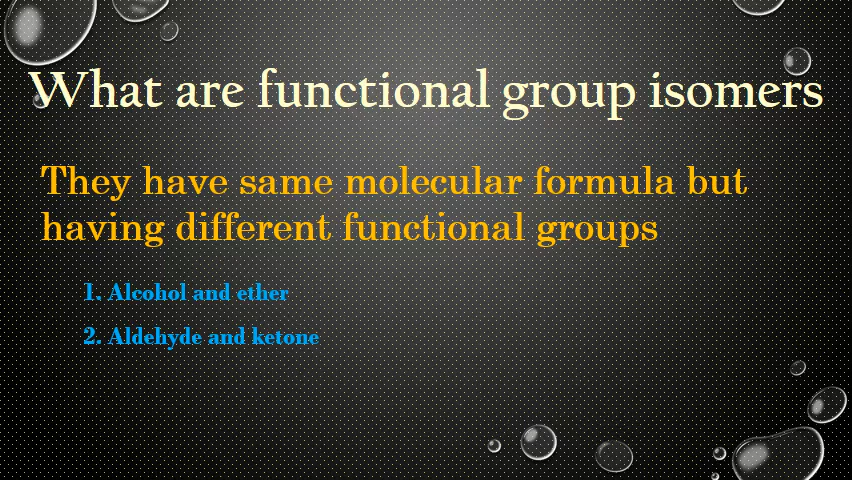 What are functional group isomers
They have same molecular formula but
having different functional groups
1. Alcohol and ether
2. Aldehyde and ketone